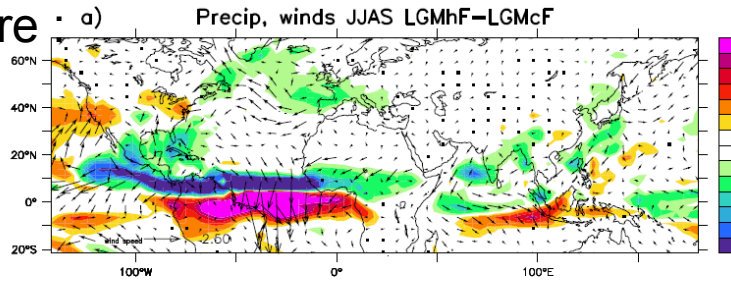 re : a) Precip, winds JJAS LGMhF−LGMcF
60°N
40°N
20°N
0°
20°S
wind speed 2.60
100°W 0° 100°E